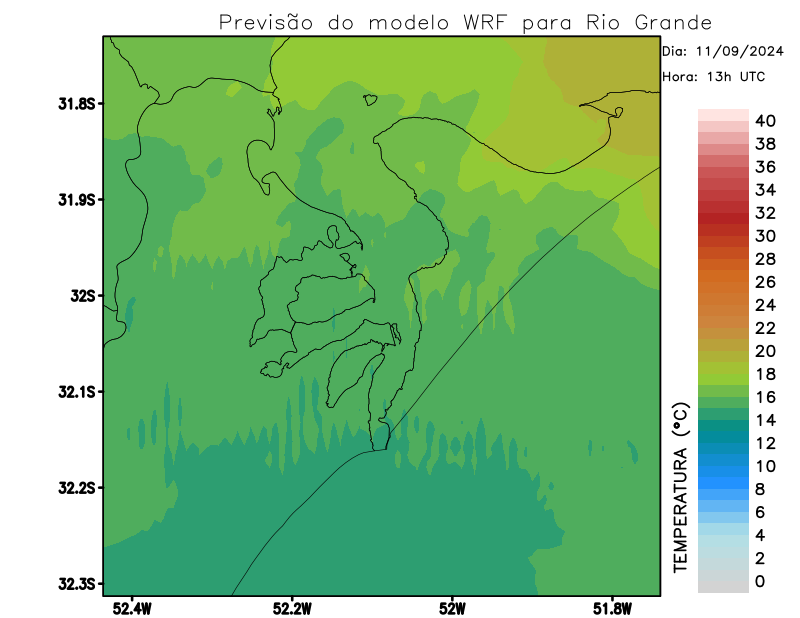 Previsão do modelo WRF para Rio Grande
Dia: 11/09/2024
Hora: 13h UTC
31.8S
31.9S
32S
32.1S
32.2S
32.3S
52.4W
52.2W
52W
51.8W
TEMPERATURA (°C)
40
38
36
34
32
30
28
26
24
22
20
18
16
14
12
10
8
6
4
2
0